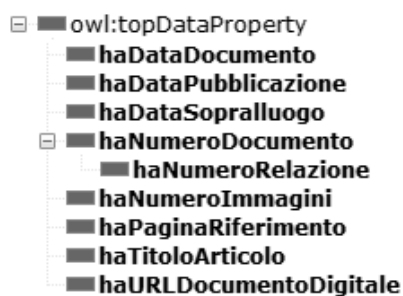 owl:topDataProperty
haDataDocumento
haDataPubblicazione
haDataSopralluogo
haNumeroDocumento
haNumeroRelazione
haNumeroImmagini
haPaginaRiferimento
haTitoloArticolo
haURLDocumentoDigitale